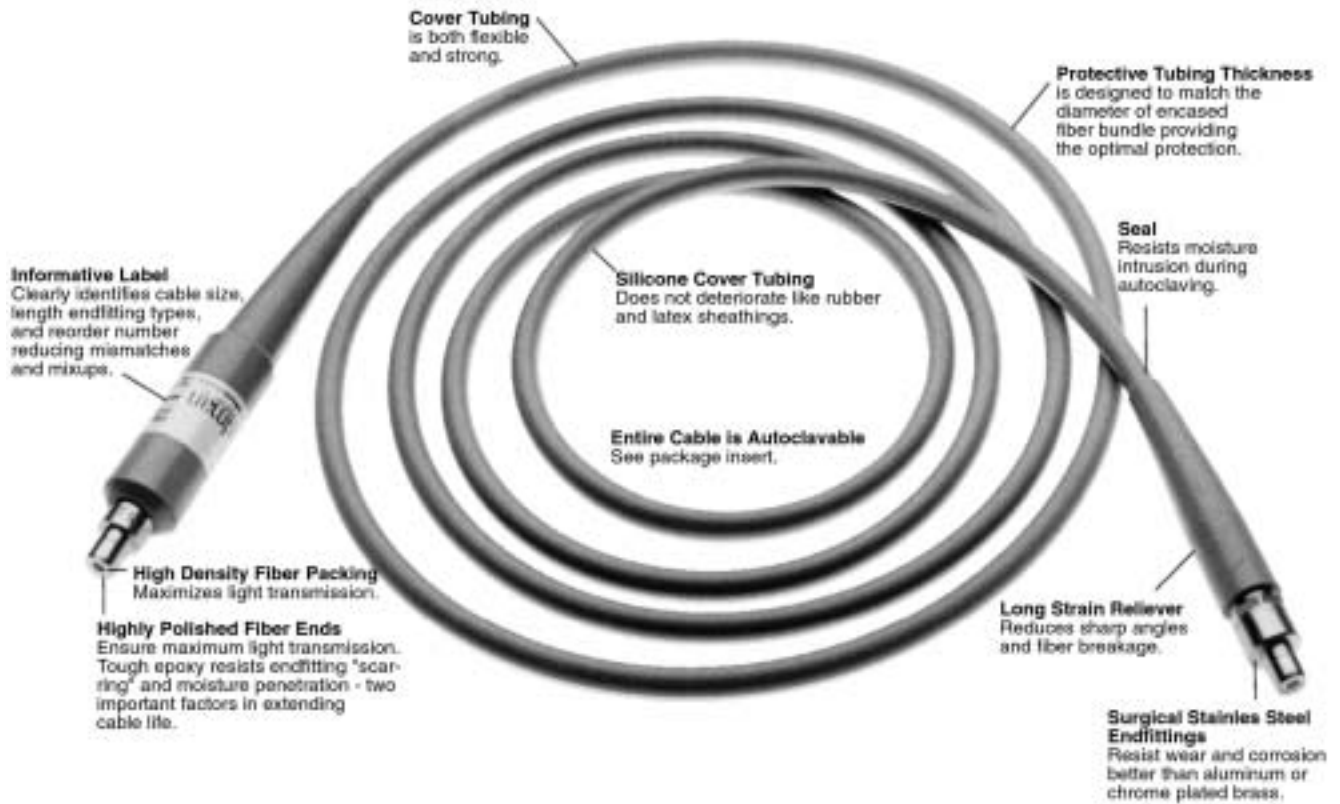 Cover Tubing
is both flexible
and strong.
Protective Tubing Thickness
is designed to match the
diameter of encased
fiber bundle providing
the optimal protection.
Seal
Resists moisture
intrusion during
autoclaving.
Informative Label
Clearly identifies cable size,
length endfitting types,
and reorder number
reducing mismatches
and mixups.
Silicone Cover Tubing
Does not deteriorate like rubber
and latex sheathings.
Entire Cable is Autoclavable
See package insert.
High Density Fiber Packing
Maximizes light transmission.
Highly Polished Fiber Ends
Ensure maximum light transmission.
Tough epoxy resists endfitting "scar-
ring" and moisture penetration - two
important factors in extending
cable life.
Long Strain Reliever
Reduces sharp angles
and fiber breakage.
Surgical Stainles Steel
Endfittings
Resist wear and corrosion
better than aluminum or
chrome plated brass.